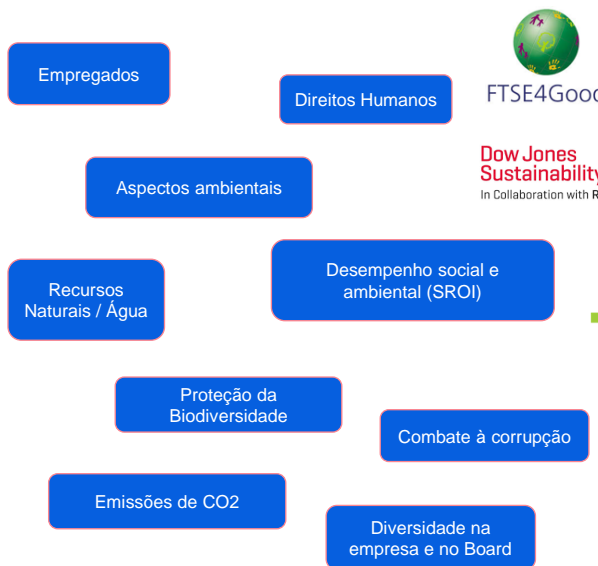 Empregados
Direitos Humanos
FTSE4Good
Dow Jones
Sustainability
In Collaboration with R
Aspectos ambientais
Desempenho social e
ambiental (SROI)
Recursos
Naturais / Água
Proteção da
Biodiversidade
Combate à corrupção
Emissões de CO2
Diversidade na
empresa e no Board